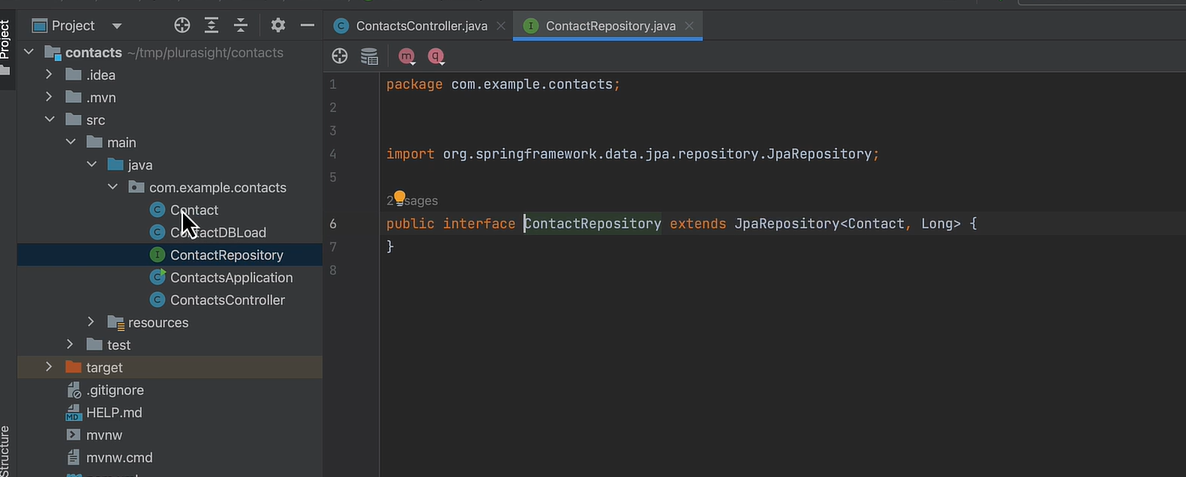 Project
Project
contacts ~/tmp/plurasight/contacts
.idea
.mvn
src
main
java
com.example.contacts
Contact
ContactDBLoad
ContactRepository
ContactsApplication
ContactsController
resources
test
target
.gitignore
HELP.md
mvnw
mvnw.cmd
Structure
ContactsController.java
ContactRepository.java
1 package com.example.contacts;
2
3
4 import org.springframework.data.jpa.repository.JpaRepository;
5
2 usages
6 public interface ContactRepository extends JpaRepository<Contact, Long> {
7 }
8